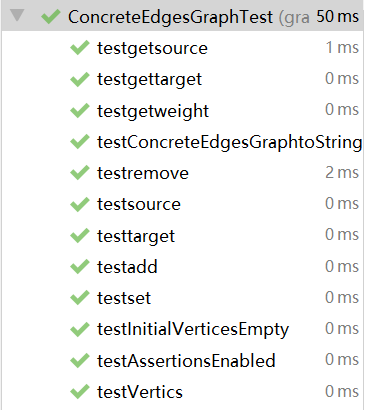 ConcreteEdgesGraphTest (gra 50 ms
testgetsource 1 ms
testgettarget 0 ms
testgetweight 0 ms
testConcreteEdgesGraphtoString
testremove 2 ms
testsource 0 ms
testtarget 0 ms
testadd 0 ms
testset 0 ms
testInitialVerticesEmpty 0 ms
testAssertionsEnabled 0 ms
testVertics 0 ms